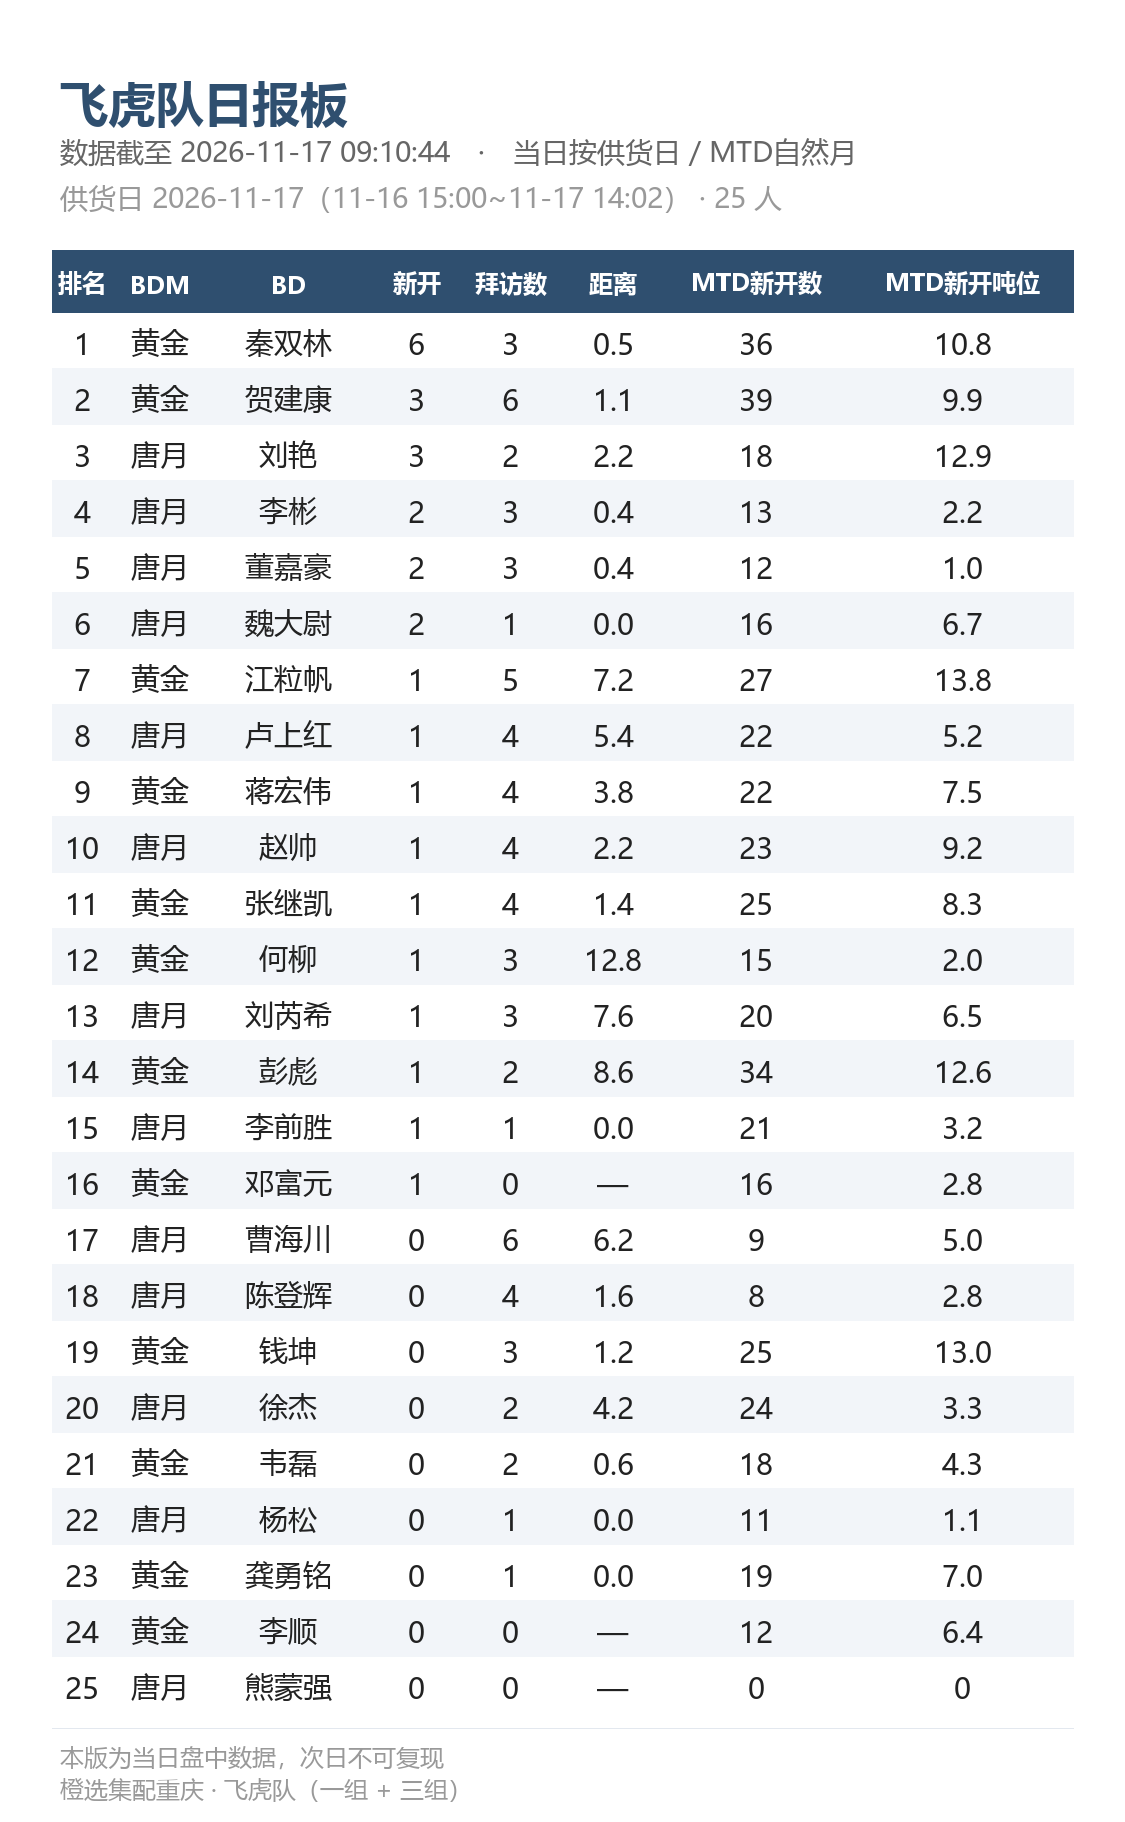 飞虎队日报板
数据截至 2026-11-17 09:10:44 · 当日按供货日 / MTD自然月
供货日 2026-11-17（11-16 15:00~11-17 14:02） · 25 人
排名 BDM BD 新开 拜访数 距离 MTD新开数 MTD新开吨位
1 黄金 秦双林 6 3 0.5 36 10.8
2 黄金 贺建康 3 6 1.1 39 9.9
3 唐月 刘艳 3 2 2.2 18 12.9
4 唐月 李彬 2 3 0.4 13 2.2
5 唐月 董嘉豪 2 3 0.4 12 1.0
6 唐月 魏大尉 2 1 0.0 16 6.7
7 黄金 江粒帆 1 5 7.2 27 13.8
8 唐月 卢上红 1 4 5.4 22 5.2
9 黄金 蒋宏伟 1 4 3.8 22 7.5
10 唐月 赵帅 1 4 2.2 23 9.2
11 黄金 张继凯 1 4 1.4 25 8.3
12 黄金 何柳 1 3 12.8 15 2.0
13 唐月 刘芮希 1 3 7.6 20 6.5
14 黄金 彭彪 1 2 8.6 34 12.6
15 唐月 李前胜 1 1 0.0 21 3.2
16 黄金 邓富元 1 0 — 16 2.8
17 唐月 曹海川 0 6 6.2 9 5.0
18 唐月 陈登辉 0 4 1.6 8 2.8
19 黄金 钱坤 0 3 1.2 25 13.0
20 唐月 徐杰 0 2 4.2 24 3.3
21 黄金 韦磊 0 2 0.6 18 4.3
22 唐月 杨松 0 1 0.0 11 1.1
23 黄金 龚勇铭 0 1 0.0 19 7.0
24 黄金 李顺 0 0 — 12 6.4
25 唐月 熊蒙强 0 0 — 0 0
本版为当日盘中数据，次日不可复现
橙选集配重庆 · 飞虎队（一组 + 三组）